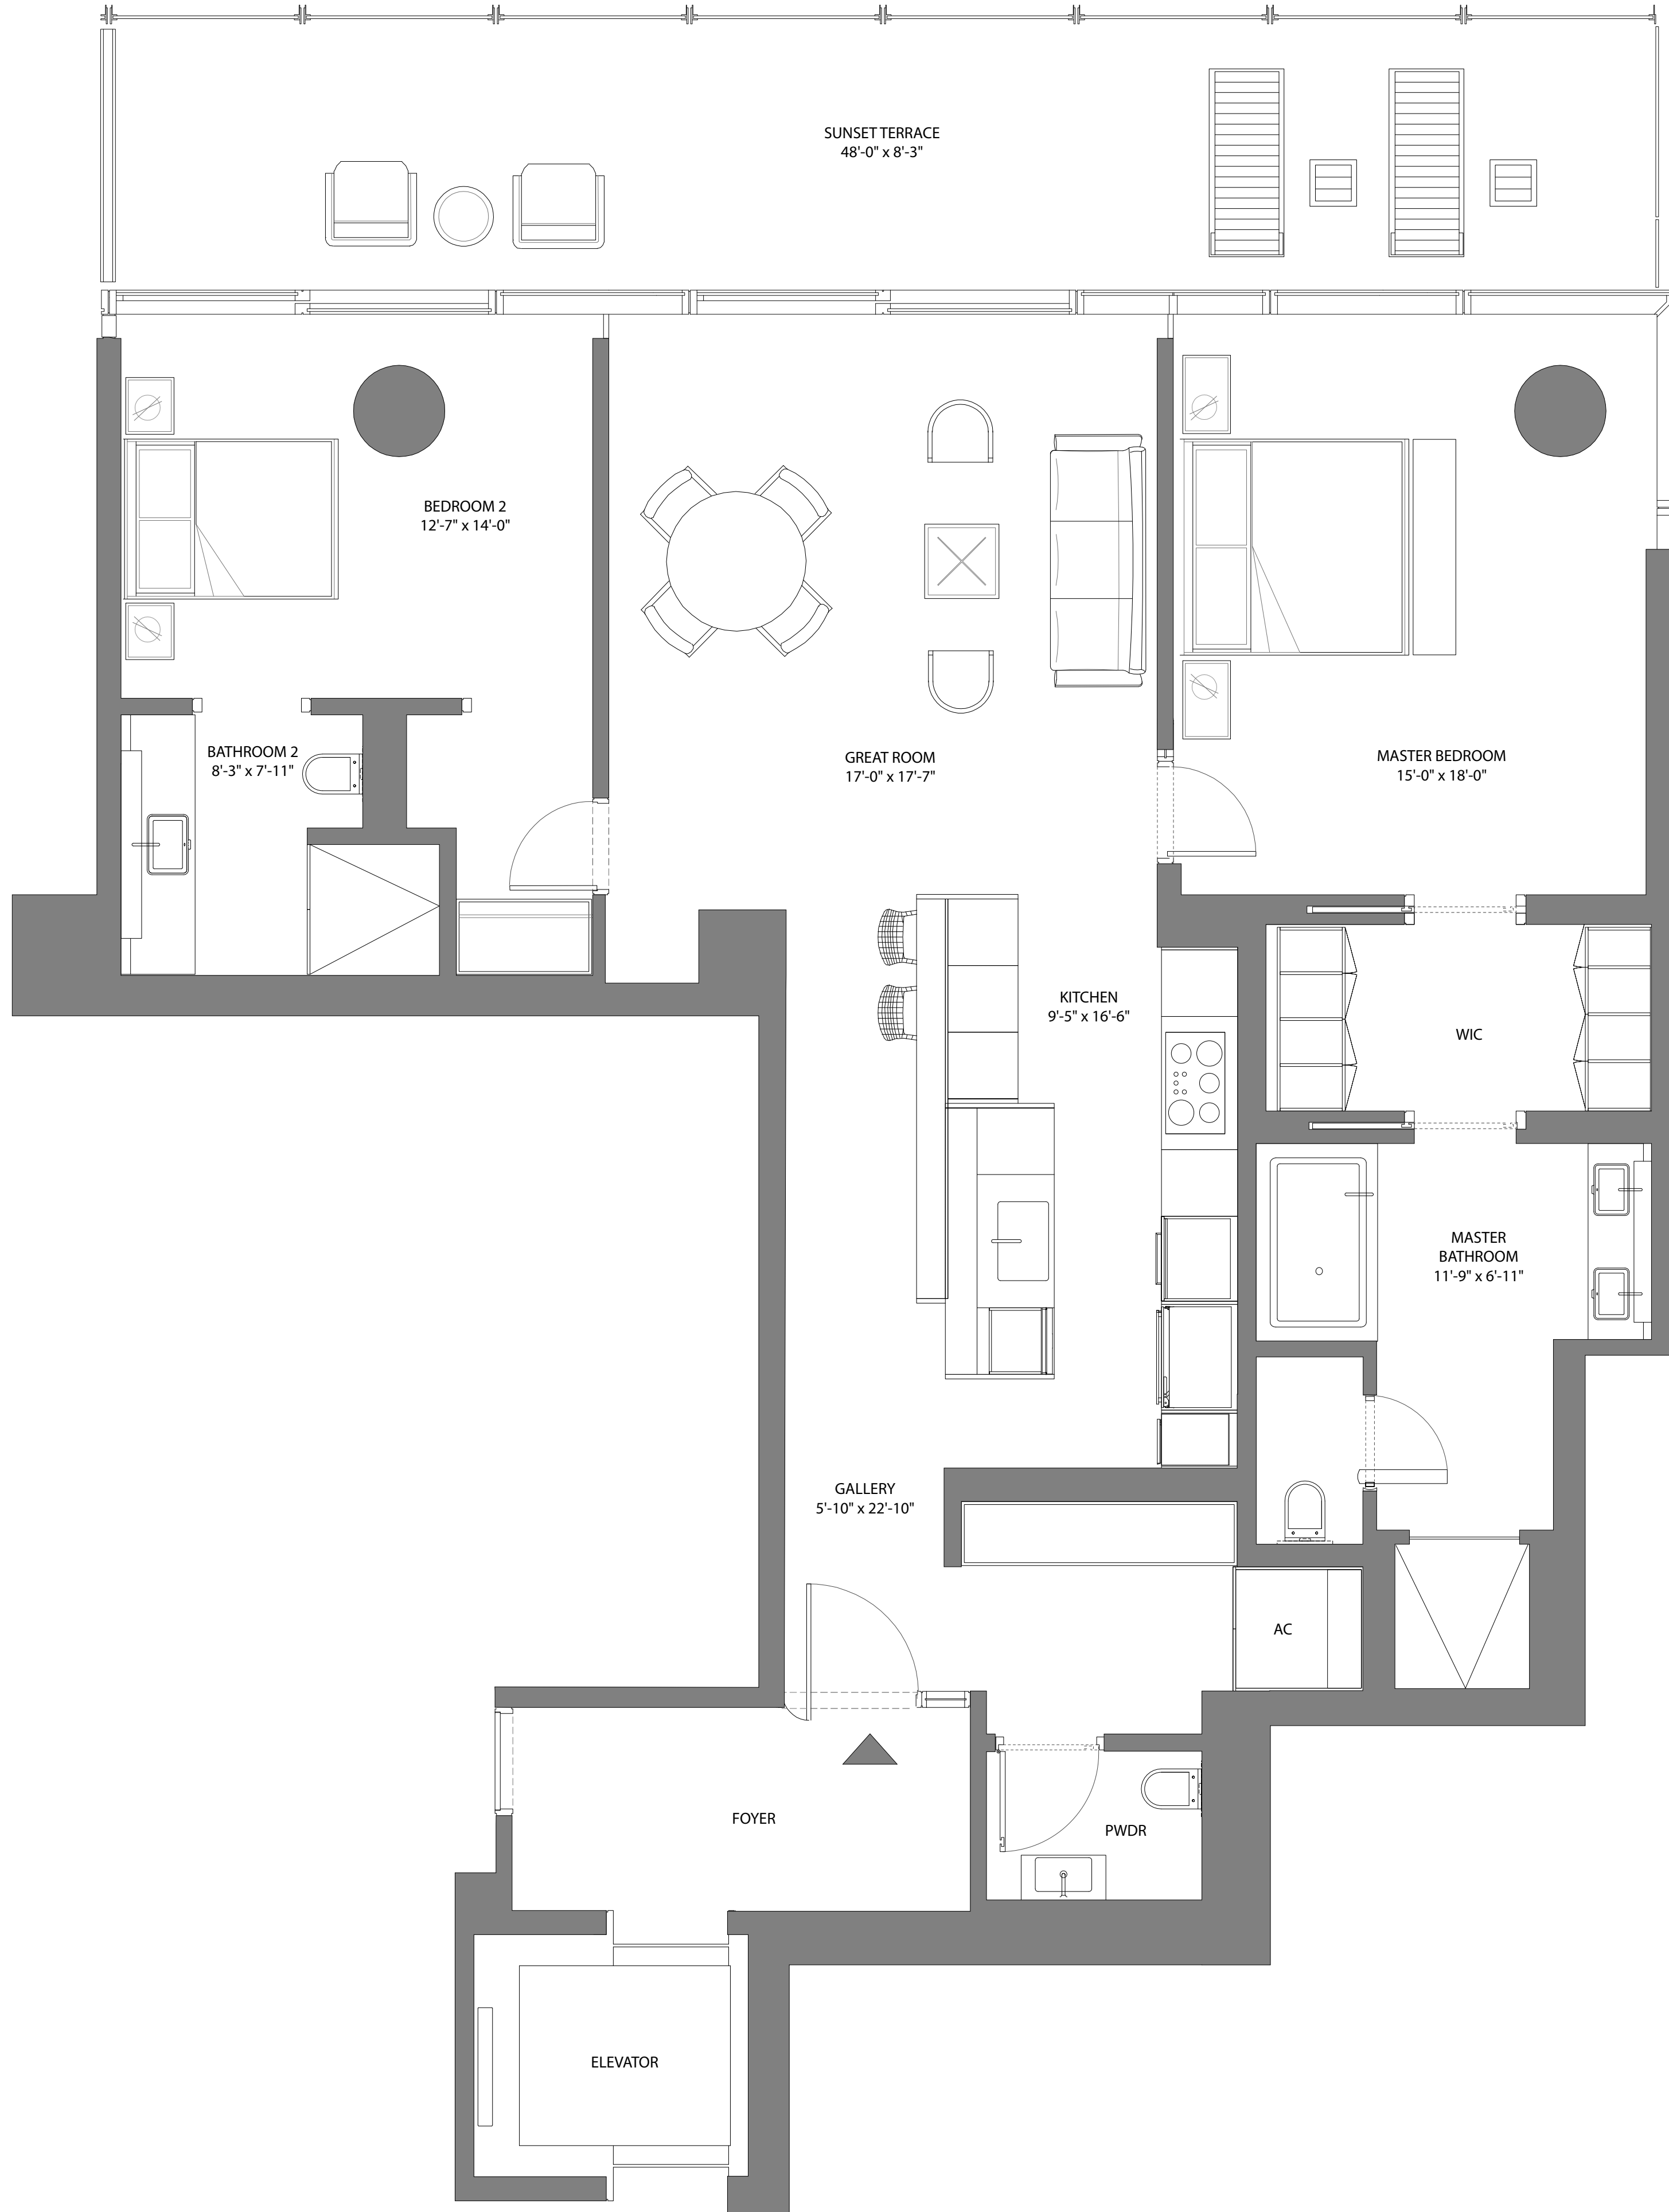 SUNSET TERRACE
48'-0" x 8'-3"
BEDROOM 2
12'-7" x 14'-0"
BATHROOM 2
8'-3" x 7'-11"
GREAT ROOM
17'-0" x 17'-7"
MASTER BEDROOM
15'-0" x 18'-0"
KITCHEN
9'-5" x 16'-6"
WIC
MASTER
BATHROOM
11'-9" x 6'-11"
GALLERY
5'-10" x 22'-10"
AC
FOYER
PWDR
ELEVATOR